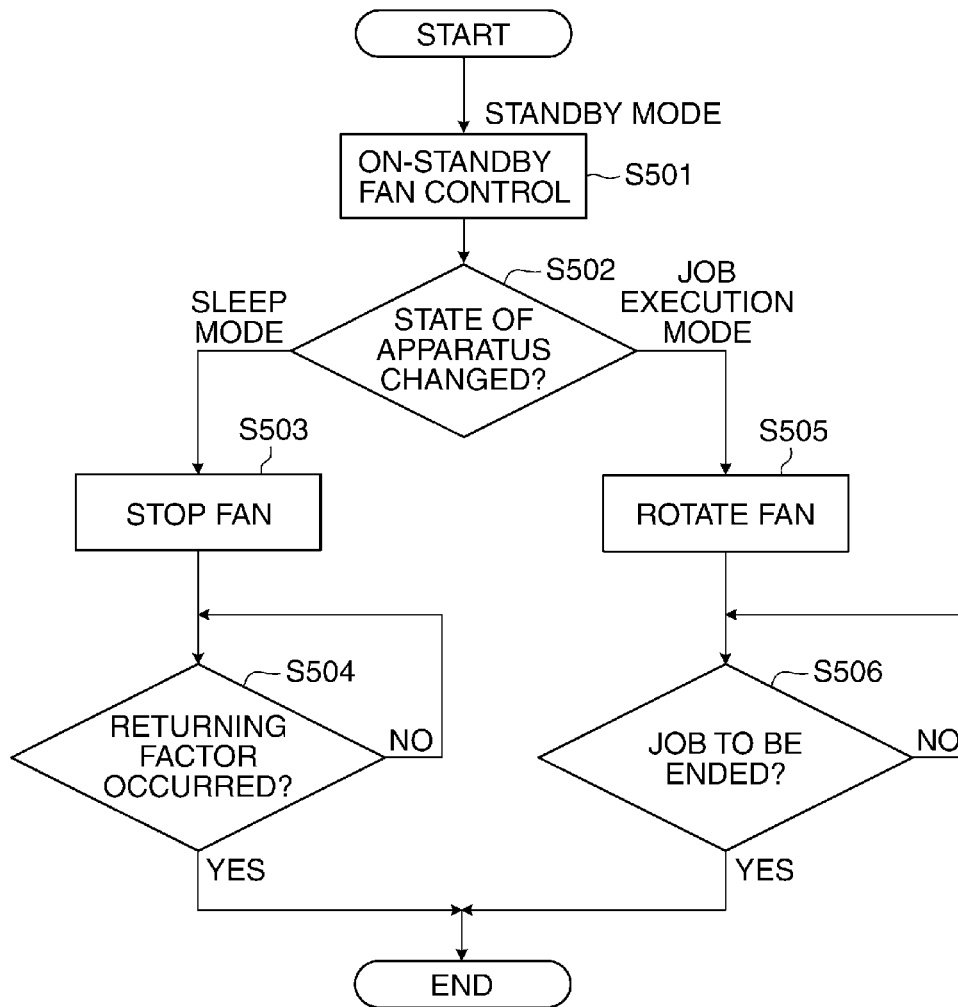 START
STANDBY MODE
ON-STANDBY
FAN CONTROL
S501
S502
SLEEP
MODE
STATE OF
APPARATUS
CHANGED?
JOB
EXECUTION
MODE
S503
STOP FAN
S505
ROTATE FAN
S504
RETURNING
FACTOR
OCCURRED?
NO
YES
S506
JOB TO BE
ENDED?
NO
YES
END